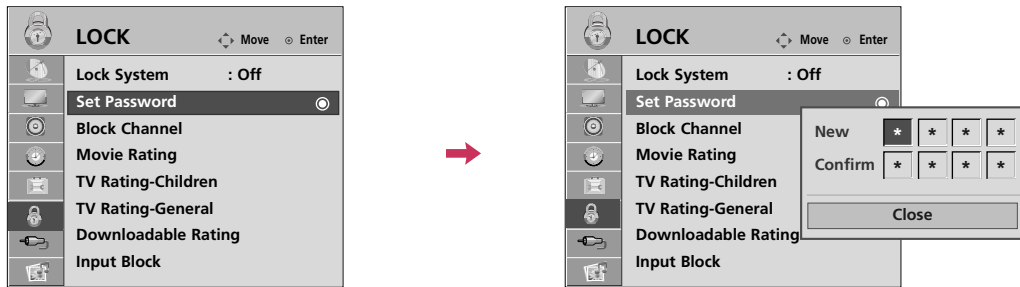 LOCK
Move Enter
Lock System : Off
Set Password
Block Channel
Movie Rating
TV Rating-Children
TV Rating-General
Downloadable Rating
Input Block
LOCK
Move Enter
Lock System : Off
Set Password
Block Channel
Movie Rating
TV Rating-Children
TV Rating-General
Downloadable Rating
Input Block
New * * * *
Confirm * * * *
Close